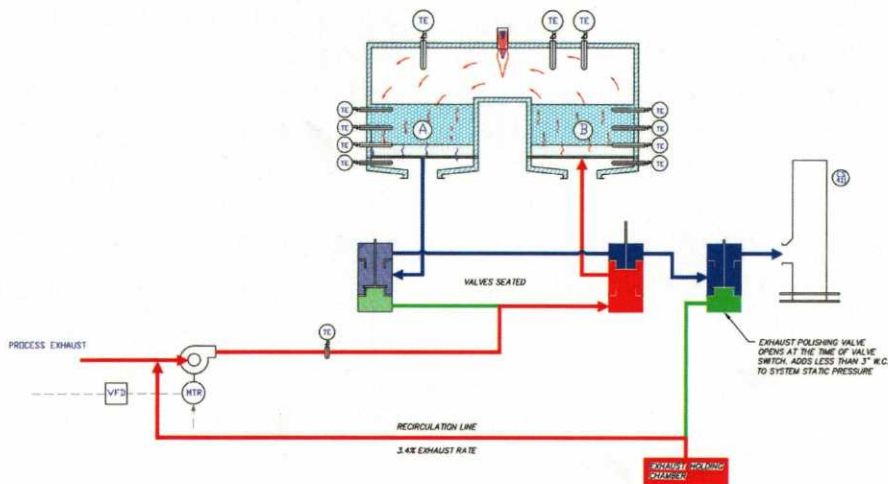 TE
TE
TE
TE
TE
TE
TE
TE
TE
TE
TE
A
B
VALVES SEATED
TE
PROCESS EXHAUST
VFD
MTR
EXHAUST POLISHING VALVE
OPENS AT THE TIME OF VALVE
SWITCH. ADDS LESS THAN 3" W.C.
TO SYSTEM STATIC PRESSURE
RECIRCULATION LINE
3.4% EXHAUST RATE
EXHAUST HOLDING
CHAMBER